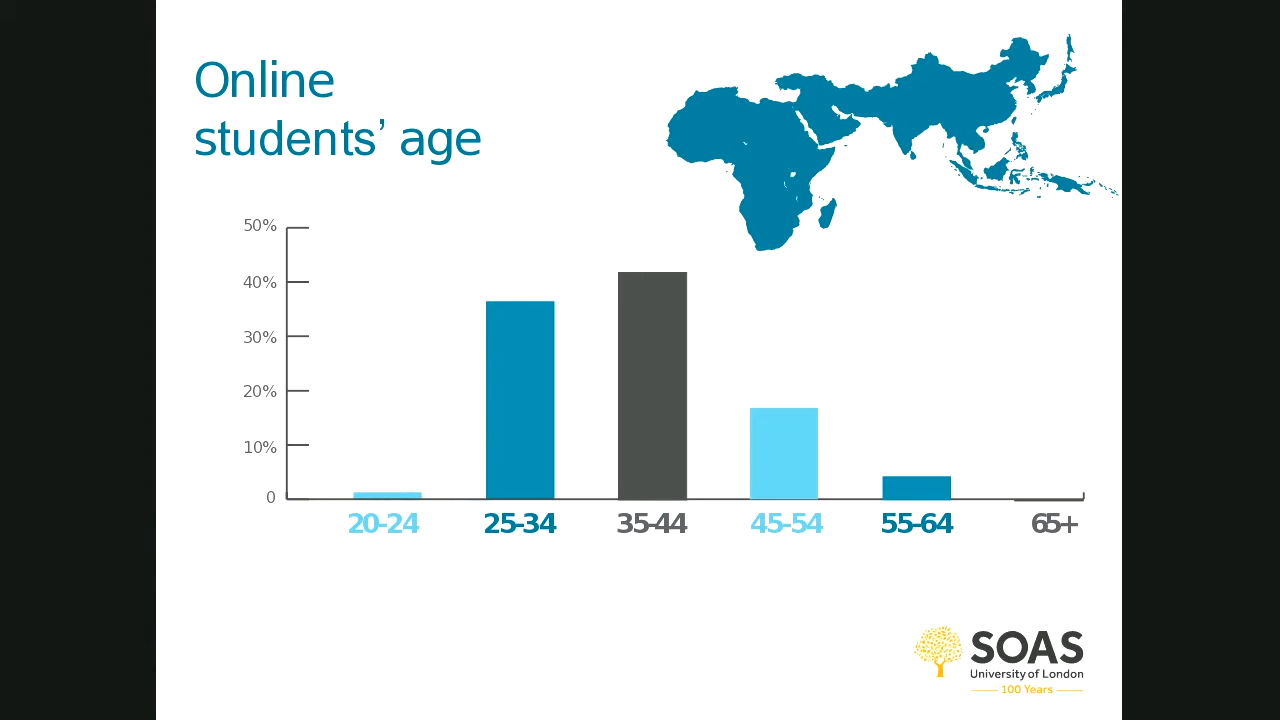 Online
students’ age
50%
40%
30%
20%
10%
0
20-24 25-34 35-44 45-54 55-64 65+
SOAS
University of London
100 Years